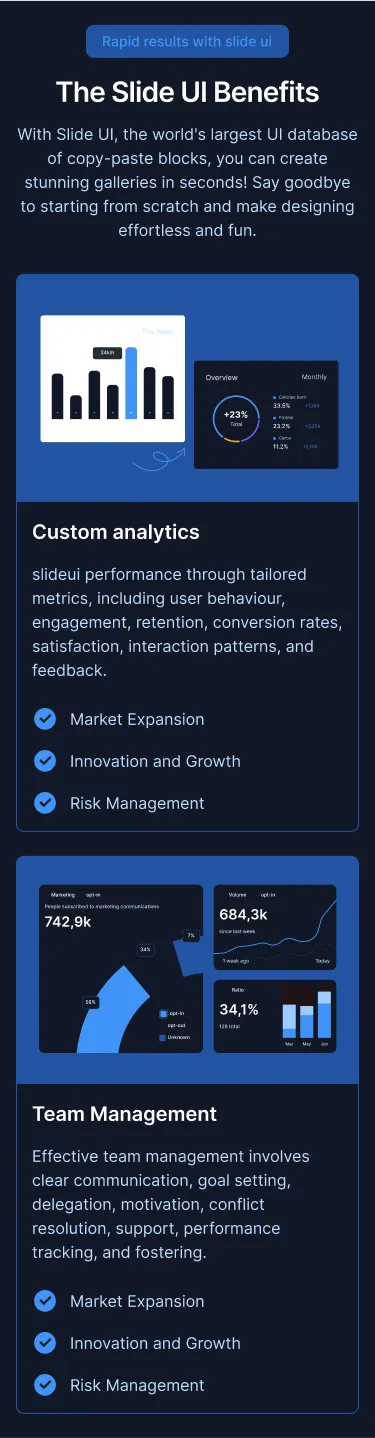 Rapid results with slide ui
The Slide UI Benefits
With Slide UI, the world's largest UI database
of copy-paste blocks, you can create
stunning galleries in seconds! Say goodbye
to starting from scratch and make designing
effortless and fun.
This Week
24km
Overview
Monthly
+23%
Total
Calories burn
33.5%
Protine
23.2%
Carbs
11.2%
Custom analytics
slideui performance through tailored
metrics, including user behaviour,
engagement, retention, conversion rates,
satisfaction, interaction patterns, and
feedback.
Market Expansion
Innovation and Growth
Risk Management
Marketing opt-in
People subscribed to marketing communications
742,9k
7%
34%
58%
opt-in
opt-out
Unknown
Volume opt-in
684,3k
since last week
1 week ago
Today
Ratio
34,1%
126 total
Mar
May
Jun
Team Management
Effective team management involves
clear communication, goal setting,
delegation, motivation, conflict
resolution, support, performance
tracking, and fostering.
Market Expansion
Innovation and Growth
Risk Management